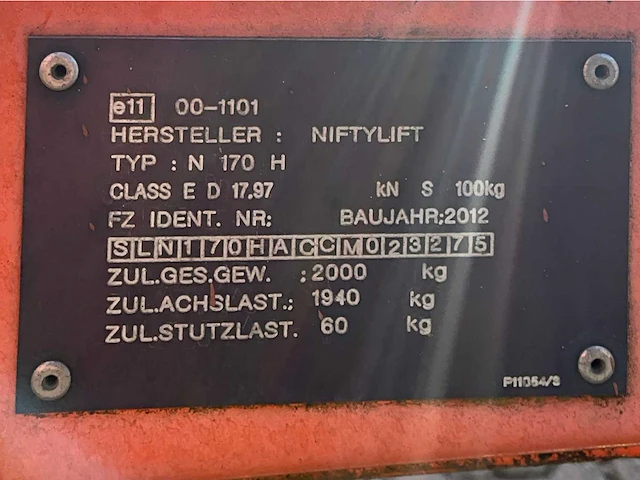 e11 00-1101
HERSTELLER : NIFTYLIFT
TYP : N 170 H
CLASS E D 17.97 kN S 100kg
FZ IDENT. NR: BAUJAHR:2012
SLN170HACCM023275
ZUL.GES.GEW. :2000 kg
ZUL.ACHSLAST.: 1940 kg
ZUL.STUTZLAST. 60 kg
P11054/3